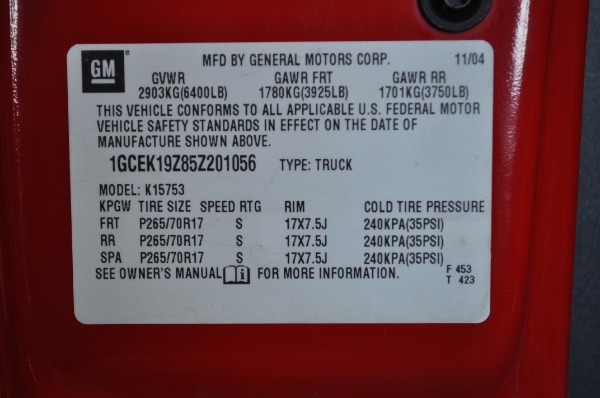 GM ® MFD BY GENERAL MOTORS CORP. 11/04
GVWR GAWR FRT GAWR RR
2903KG(6400LB) 1780KG(3925LB) 1701KG(3750LB)
THIS VEHICLE CONFORMS TO ALL APPLICABLE U.S. FEDERAL MOTOR
VEHICLE SAFETY STANDARDS IN EFFECT ON THE DATE OF
MANUFACTURE SHOWN ABOVE.
1GCEK19Z85Z201056 TYPE: TRUCK
MODEL: K15753
KPGW TIRE SIZE SPEED RTG RIM COLD TIRE PRESSURE
FRT P265/70R17 S 17X7.5J 240KPA(35PSI)
RR P265/70R17 S 17X7.5J 240KPA(35PSI)
SPA P265/70R17 S 17X7.5J 240KPA(35PSI)
SEE OWNER'S MANUAL i FOR MORE INFORMATION. F 453
T 423